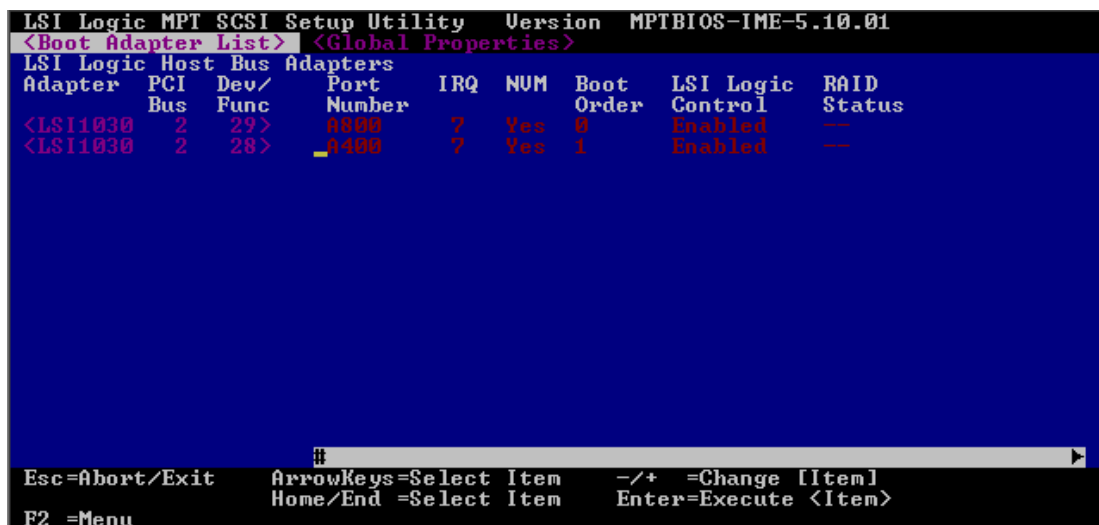 LSI Logic MPT SCSI Setup Utility Version MPTBIOS-IME-5.10.01
<Boot Adapter List> <Global Properties>
LSI Logic Host Bus Adapters
Adapter PCI Dev/ Port IRQ NVM Boot LSI Logic RAID
Bus Func Number Order Control Status
<LSI1030 2 29> A800 7 Yes 0 Enabled --
<LSI1030 2 28> _A400 7 Yes 1 Enabled --
#
Esc=Abort/Exit ArrowKeys=Select Item -/+ =Change [Item]
Home/End =Select Item Enter=Execute <Item>
F2 =Menu